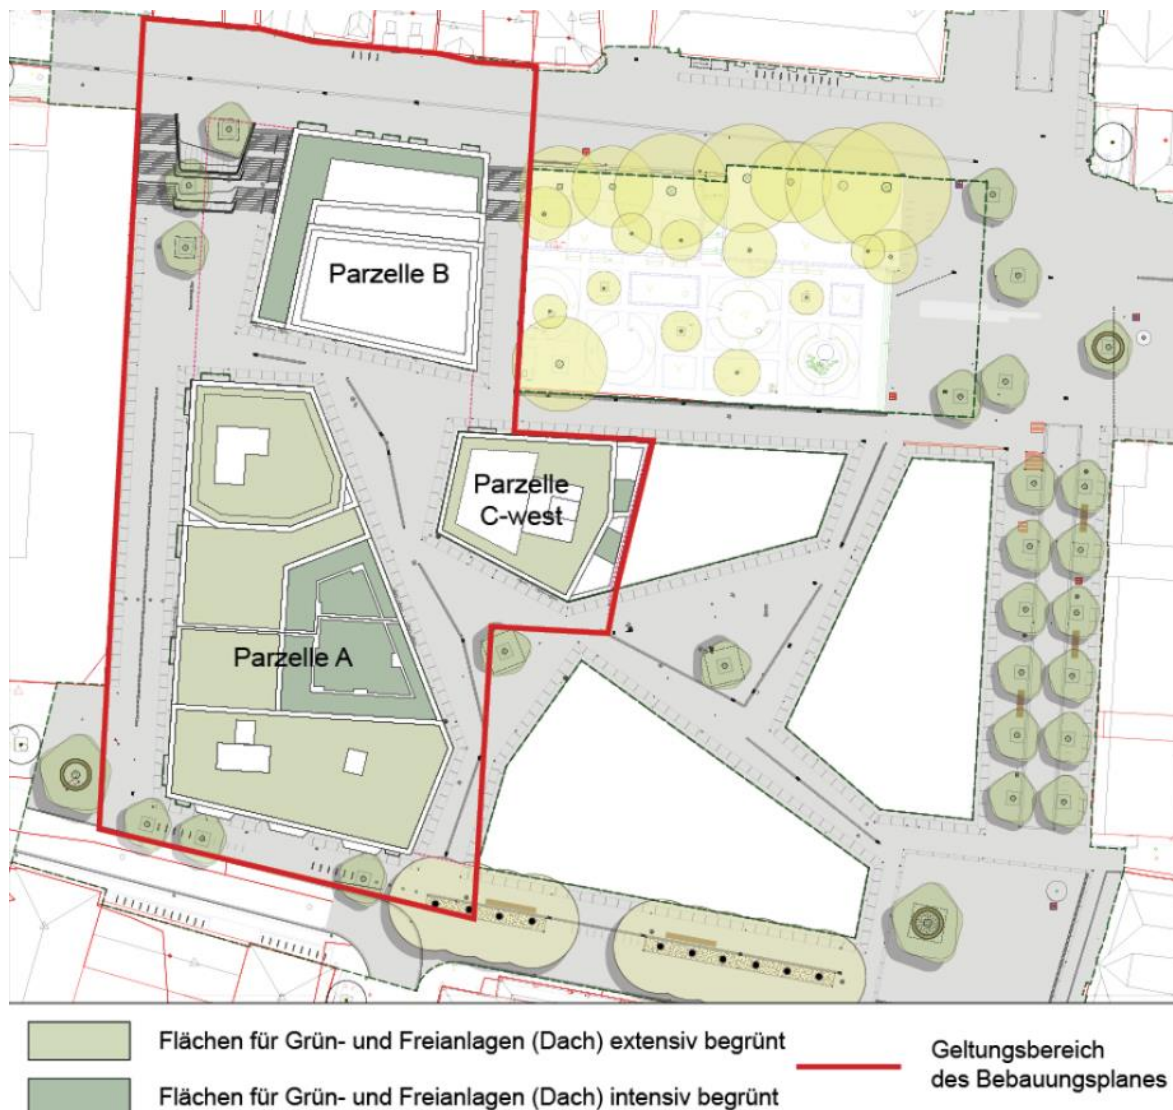 Parzelle B
Parzelle
C-west
Parzelle A
Flächen für Grün- und Freianlagen (Dach) extensiv begrünt
Flächen für Grün- und Freianlagen (Dach) intensiv begrünt
Geltungsbereich
des Bebauungsplanes